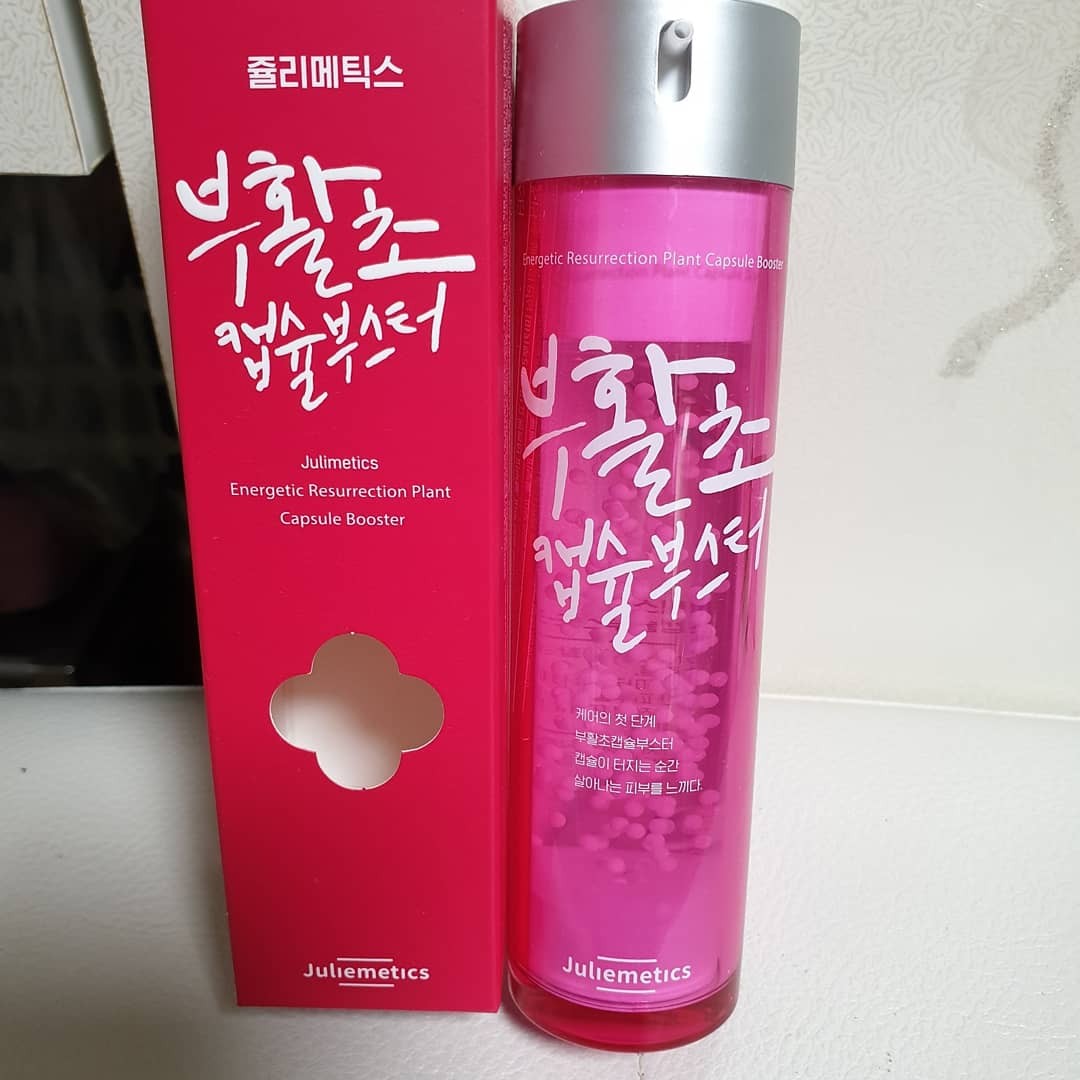 쥴리메틱스
부활초
캡슐부스터
Julimetics
Energetic Resurrection Plant
Capsule Booster
Juliemetics
Energetic Resurrection Plant Capsule Booster
부활초
캡슐부스터
케어의 첫 단계
부활초캡슐부스터
캡슐이 터지는 순간
살아나는 피부를 느끼다.
Juliemetics